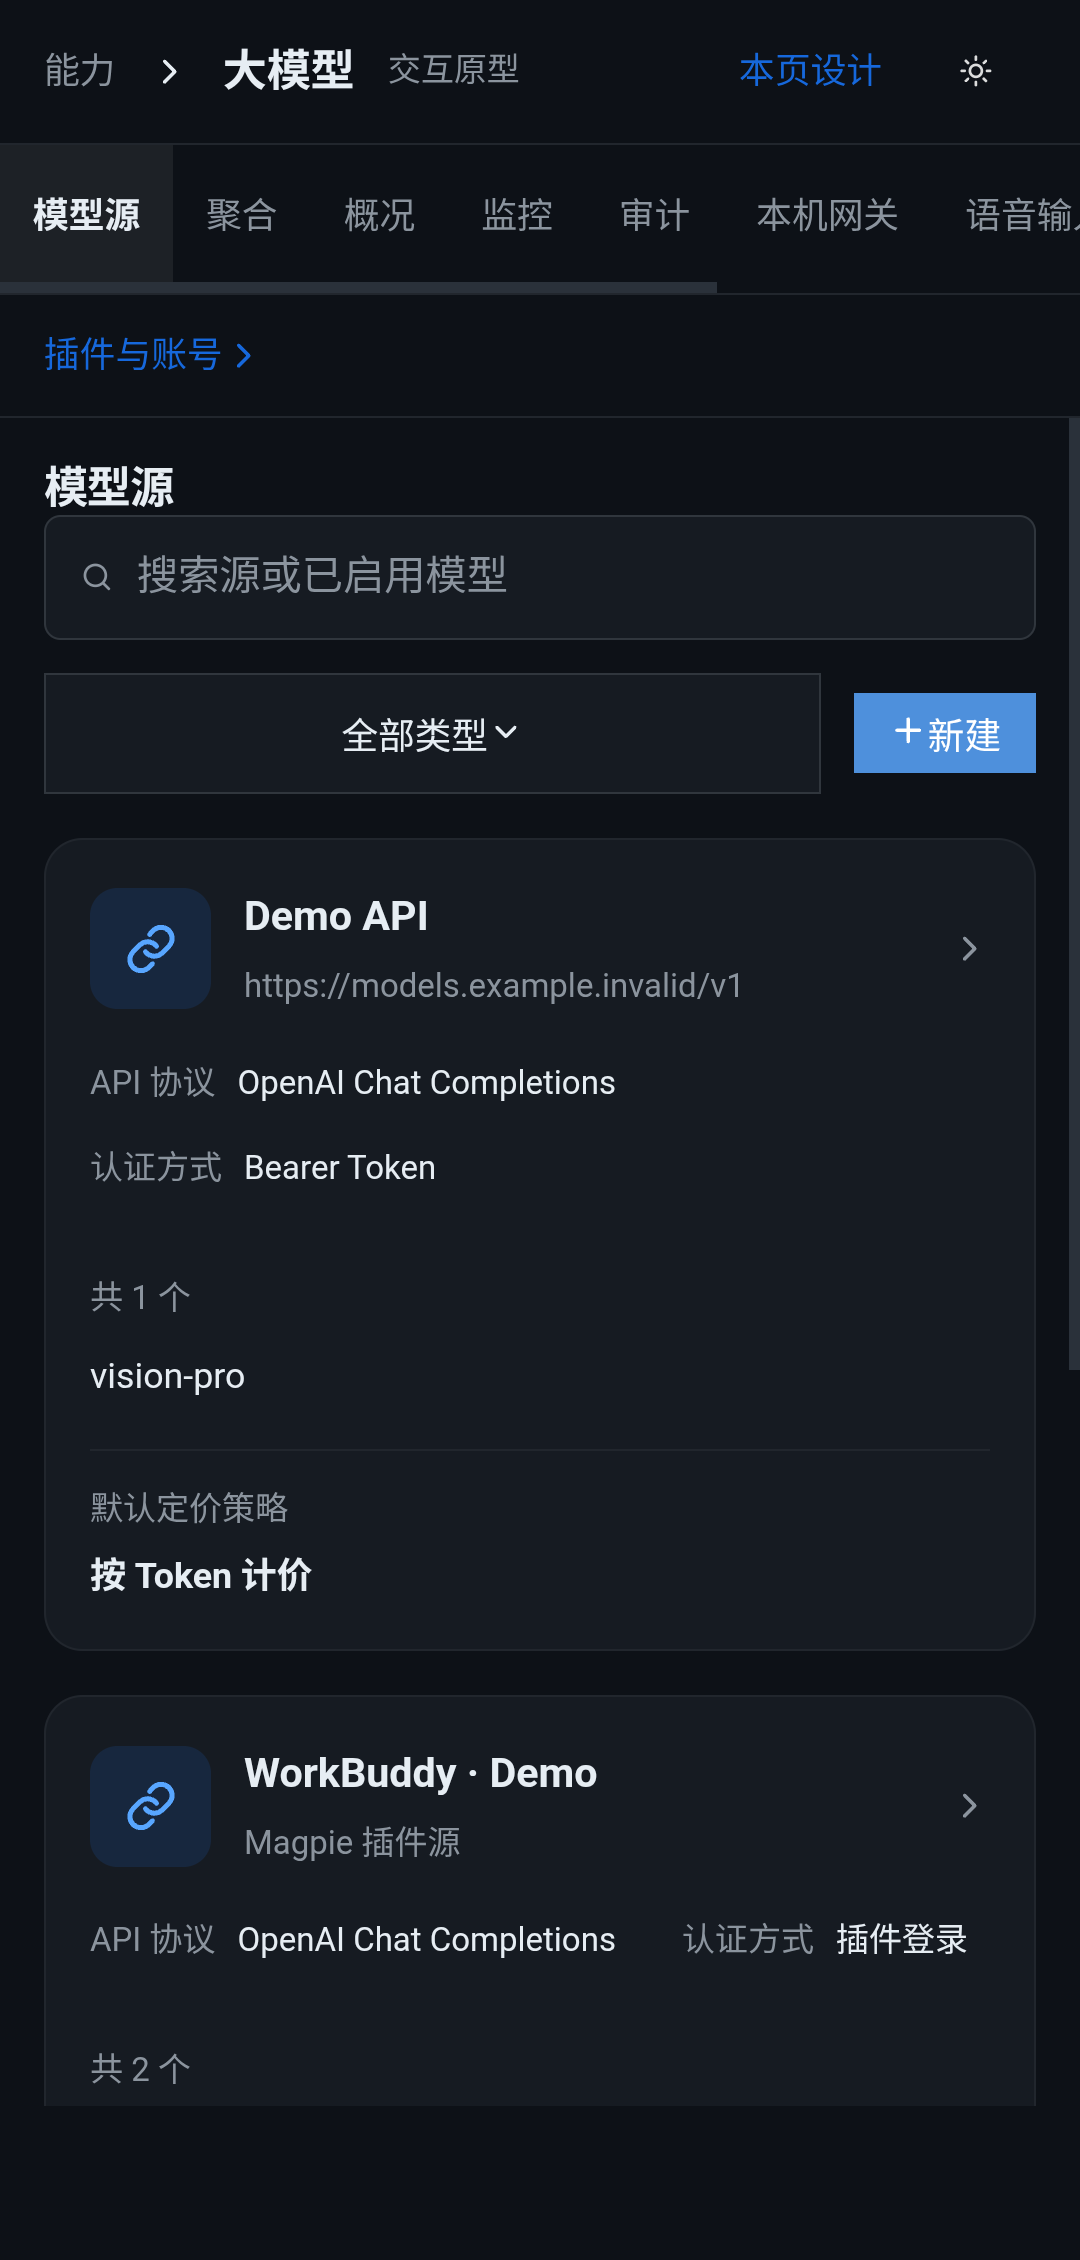 能力 > 大模型 交互原型 本页设计
模型源 聚合 概况 监控 审计 本机网关 语音输
插件与账号 >
模型源
搜索源或已启用模型
全部类型
+新建
Demo API
https://models.example.invalid/v1
API 协议 OpenAI Chat Completions
认证方式 Bearer Token
共 1 个
vision-pro
默认定价策略
按 Token 计价
WorkBuddy · Demo
Magpie 插件源
API 协议 OpenAI Chat Completions 认证方式 插件登录
共 2 个